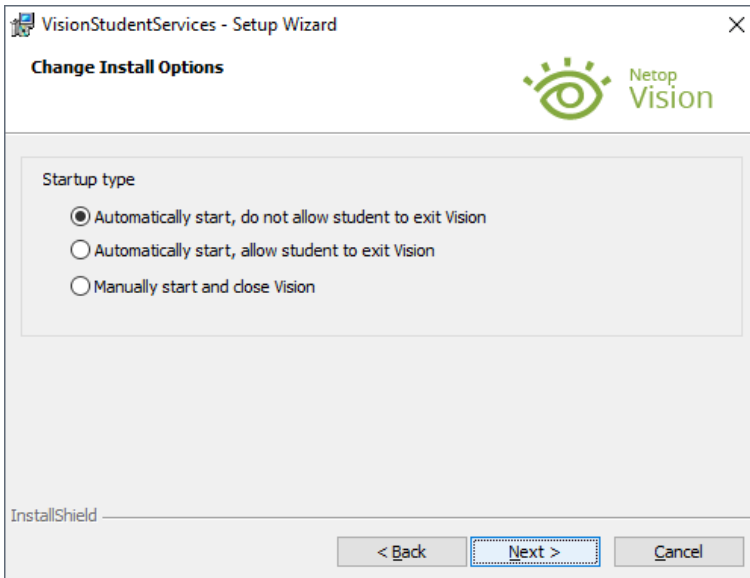 VisionStudentServices - Setup Wizard
Change Install Options
Netop
Vision
Startup type
Automatically start, do not allow student to exit Vision
Automatically start, allow student to exit Vision
Manually start and close Vision
InstallShield
< Back
Next >
Cancel